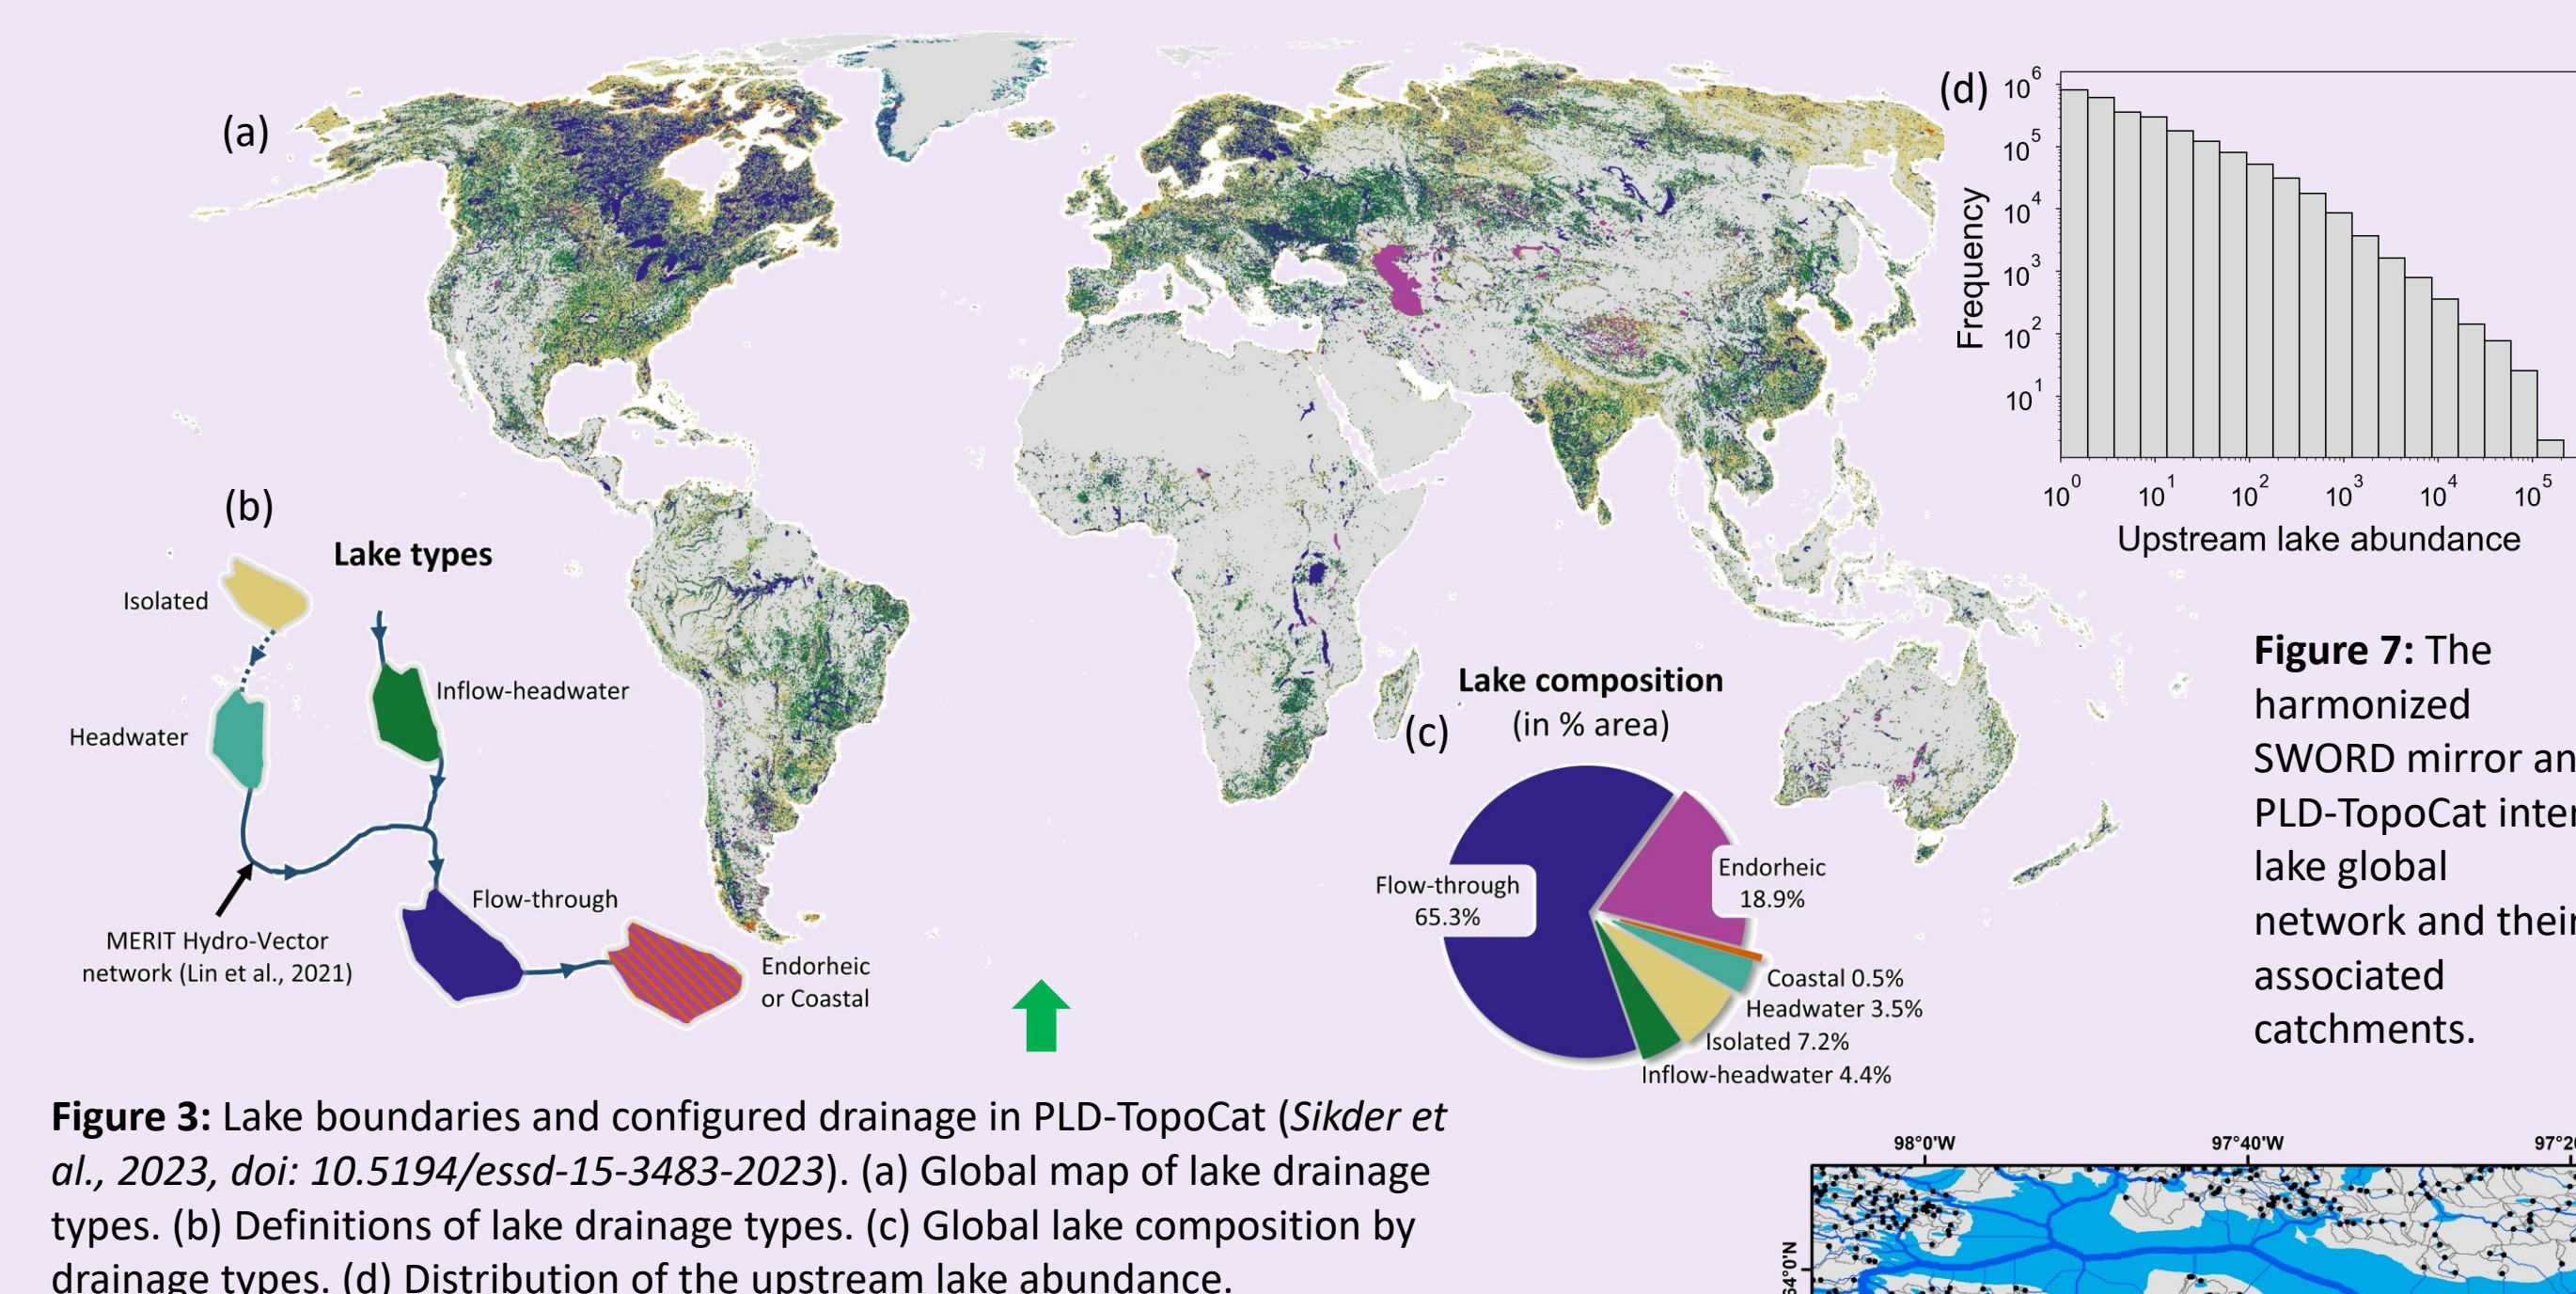 (a)
(b)
Lake types
Isolated
Headwater
Inflow-headwater
Flow-through
MERIT Hydro-Vector
network (Lin et al., 2021)
Endorheic
or Coastal
(c)
Lake composition
(in % area)
Flow-through
65.3%
Endorheic
18.9%
Coastal 0.5%
Headwater 3.5%
Isolated 7.2%
Inflow-headwater 4.4%
(d)
Frequency
10^6
10^5
10^4
10^3
10^2
10^1
10^0 10^1 10^2 10^3 10^4 10^5
Upstream lake abundance
Figure 7: The
harmonized
SWORD mirror an
PLD-TopoCat inter
lake global
network and their
associated
catchments.
Figure 3: Lake boundaries and configured drainage in PLD-TopoCat (Sikder et
al., 2023, doi: 10.5194/essd-15-3483-2023). (a) Global map of lake drainage
types. (b) Definitions of lake drainage types. (c) Global lake composition by
drainage types. (d) Distribution of the upstream lake abundance.
98°0'W 97°40'W 97°2
4°0'N